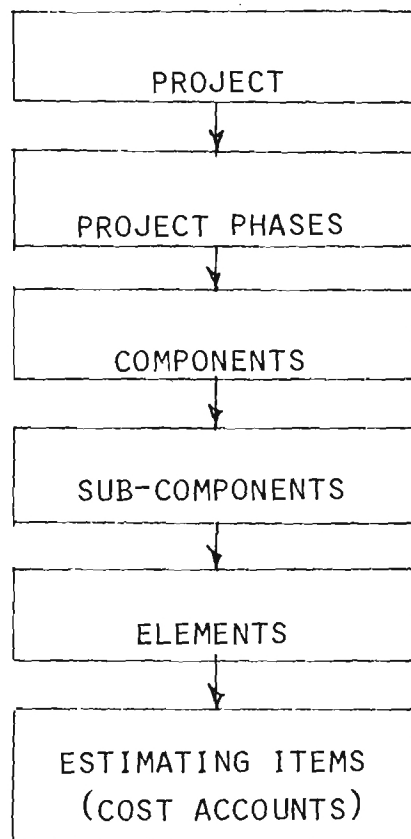 PROJECT
PROJECT PHASES
COMPONENTS
SUB-COMPONENTS
ELEMENTS
ESTIMATING ITEMS
(COST ACCOUNTS)